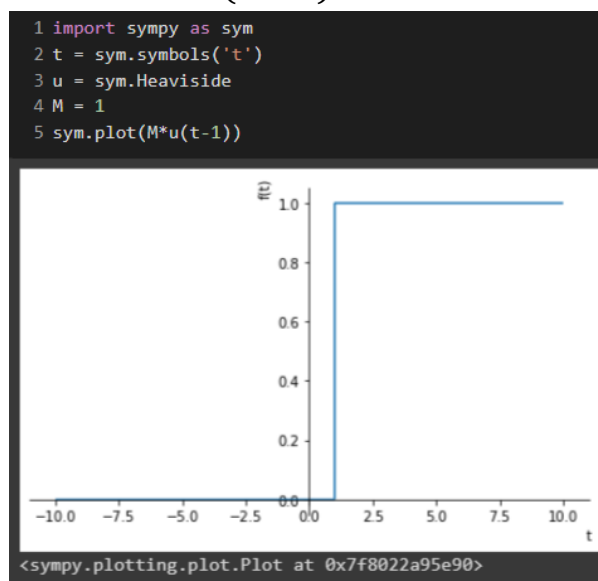 1 import sympy as sym
2 t = sym.symbols('t')
3 u = sym.Heaviside
4 M = 1
5 sym.plot(M*u(t-1))
f(t)
1.0
0.8
0.6
0.4
0.2
0.0
−10.0 −7.5 −5.0 −2.5 0.0 2.5 5.0 7.5 10.0
t
<sympy.plotting.plot.Plot at 0x7f8022a95e90>